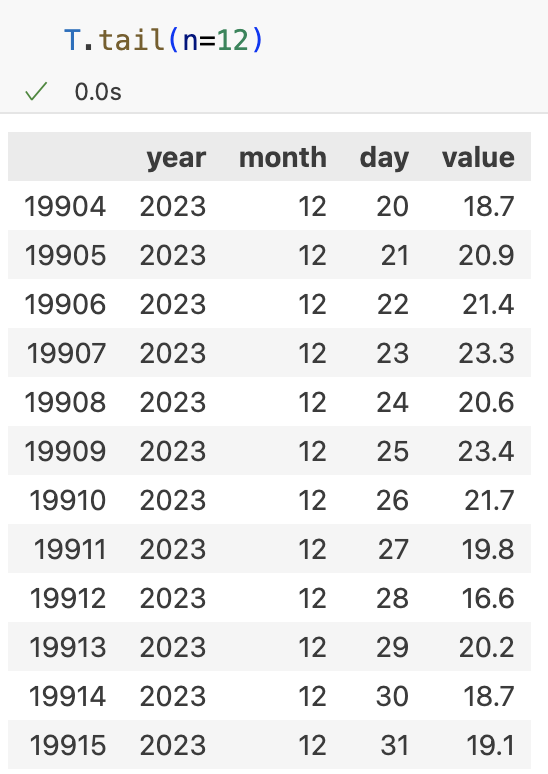 T.tail(n=12)
✓ 0.0s
year month day value
19904 2023 12 20 18.7
19905 2023 12 21 20.9
19906 2023 12 22 21.4
19907 2023 12 23 23.3
19908 2023 12 24 20.6
19909 2023 12 25 23.4
19910 2023 12 26 21.7
19911 2023 12 27 19.8
19912 2023 12 28 16.6
19913 2023 12 29 20.2
19914 2023 12 30 18.7
19915 2023 12 31 19.1